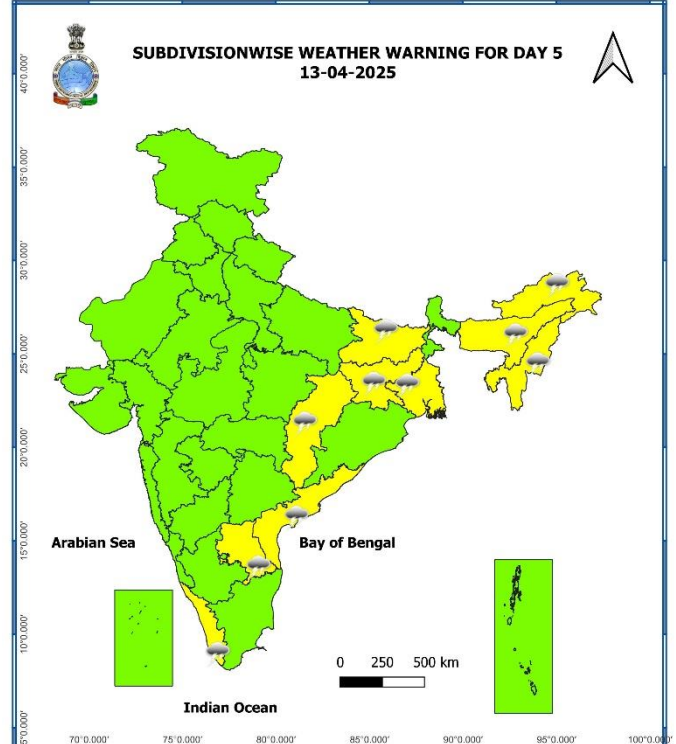 SUBDIVISIONWISE WEATHER WARNING FOR DAY 5
13-04-2025
40°0.000'
35°0.000'
30°0.000'
25°0.000'
20°0.000'
15°0.000'
10°0.000'
5°0.000'
Arabian Sea
Bay of Bengal
0 250 500 km
Indian Ocean
70°0.000' 75°0.000' 80°0.000' 85°0.000' 90°0.000' 95°0.000' 100°0.000'